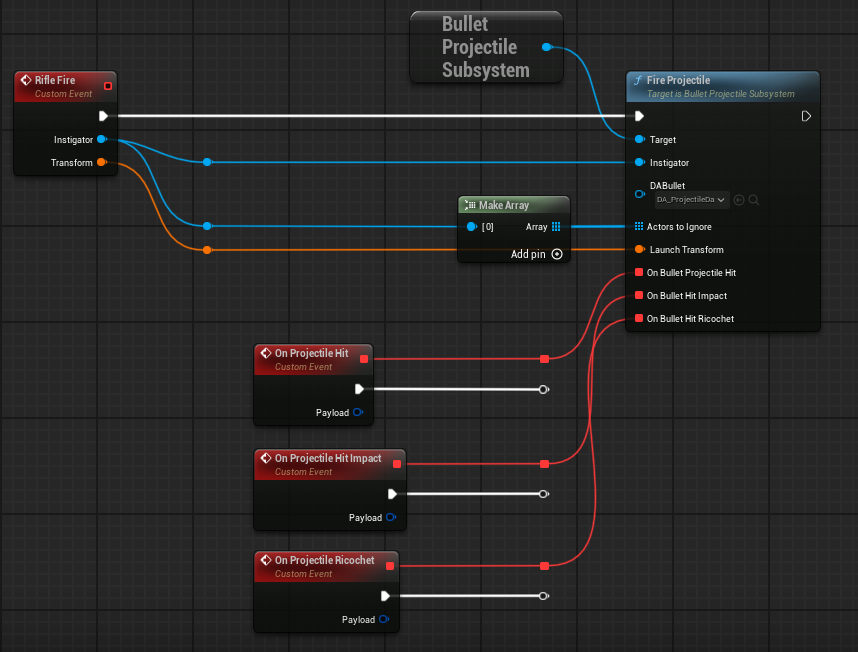 Bullet
Projectile
Subsystem
Rifle Fire
Custom Event
Instigator
Transform
Fire Projectile
Target is Bullet Projectile Subsystem
Target
Instigator
DABullet
DA_ProjectileDa
Actors to Ignore
Launch Transform
On Bullet Projectile Hit
On Bullet Hit Impact
On Bullet Hit Ricochet
Make Array
[0] Array
Add pin
On Projectile Hit
Custom Event
Payload
On Projectile Hit Impact
Custom Event
Payload
On Projectile Ricochet
Custom Event
Payload